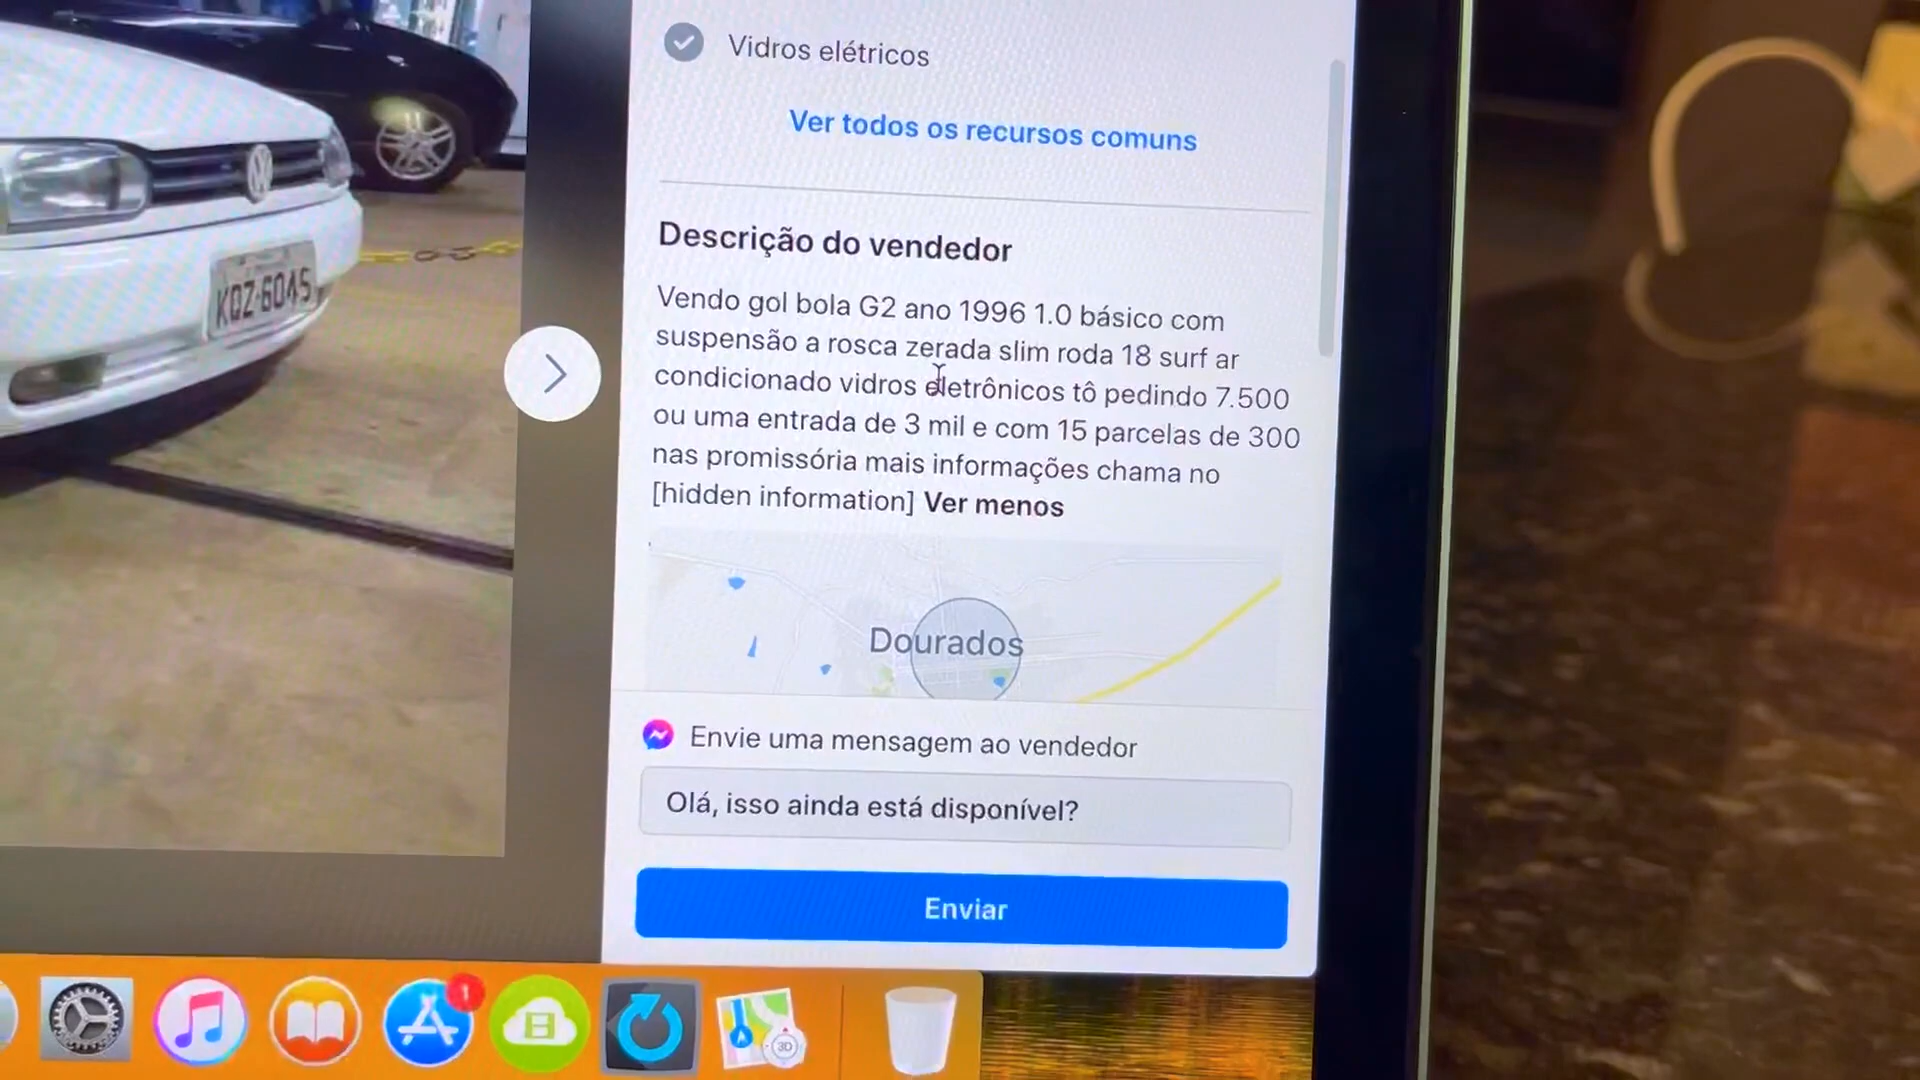 Vidros elétricos
Ver todos os recursos comuns
Descrição do vendedor
Vendo gol bola G2 ano 1996 1.0 básico com
suspensão a rosca zerada slim roda 18 surf ar
condicionado vidros eletrônicos tô pedindo 7.500
ou uma entrada de 3 mil e com 15 parcelas de 300
nas promissória mais informações chama no
[hidden information] Ver menos
KQZ·6045
Dourados
Envie uma mensagem ao vendedor
Olá, isso ainda está disponível?
Enviar
1
3D